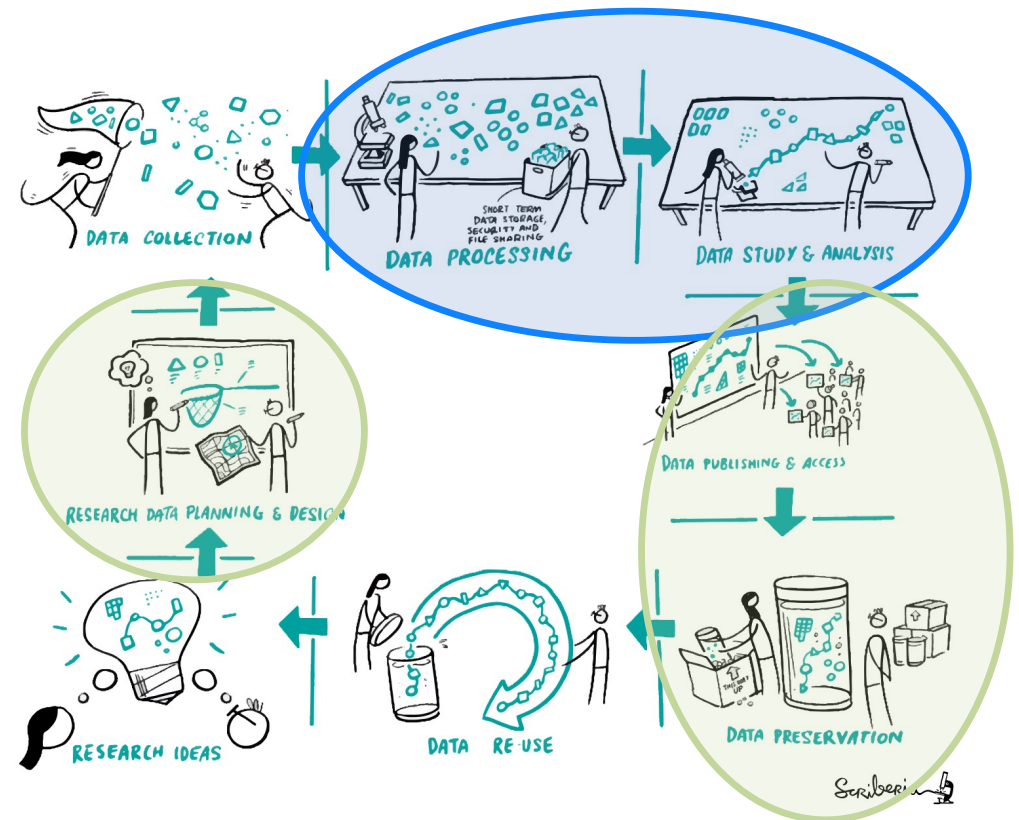 DATA COLLECTION
SHORT TERM
DATA STORAGE,
SECURITY AND
FILE SHARING
DATA PROCESSING
DATA STUDY & ANALYSIS
RESEARCH DATA PLANNING & DESIGN
DATA PUBLISHING & ACCESS
RESEARCH IDEAS
DATA RE-USE
THIS WAY
UP
DATA PRESERVATION
Scriberia